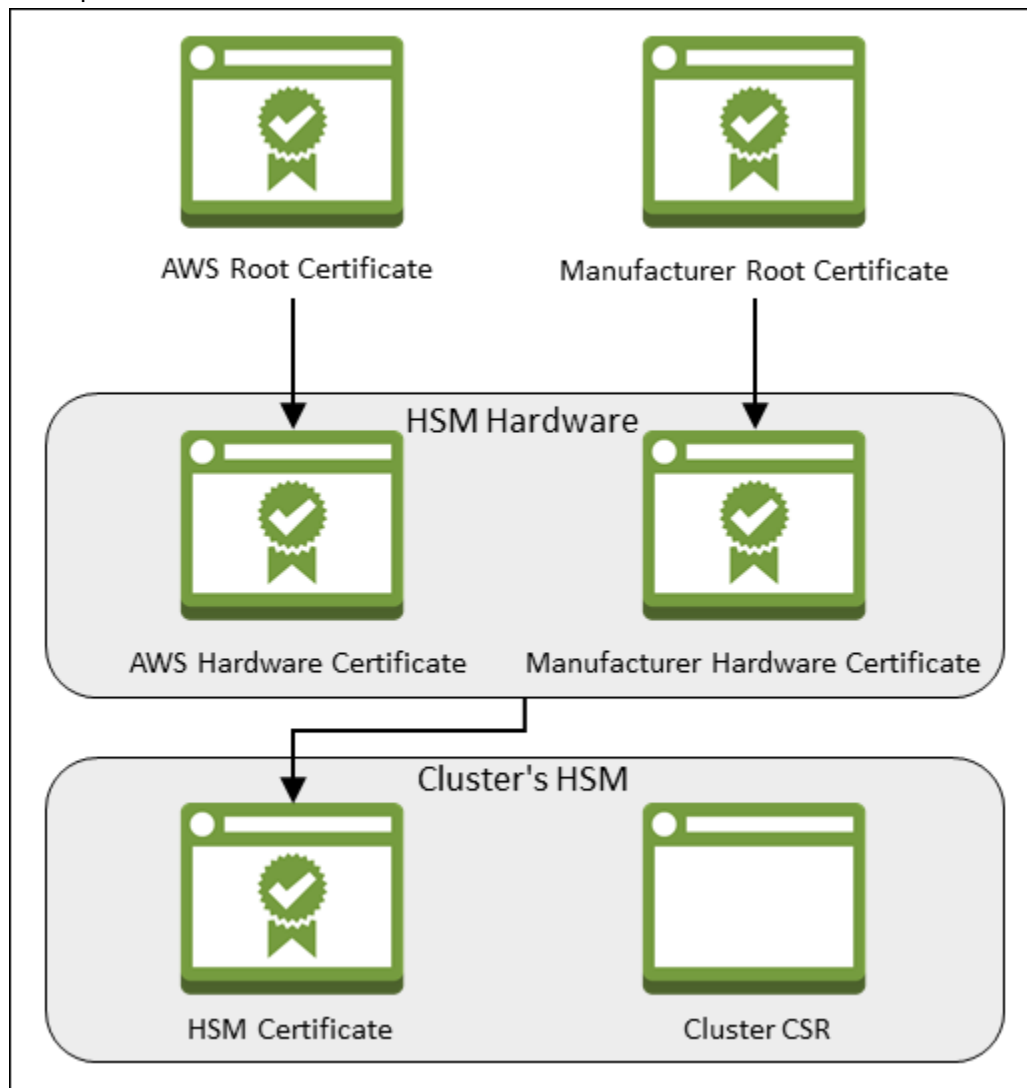 AWS Root Certificate
Manufacturer Root Certificate
HSM Hardware
AWS Hardware Certificate
Manufacturer Hardware Certificate
Cluster's HSM
HSM Certificate
Cluster CSR